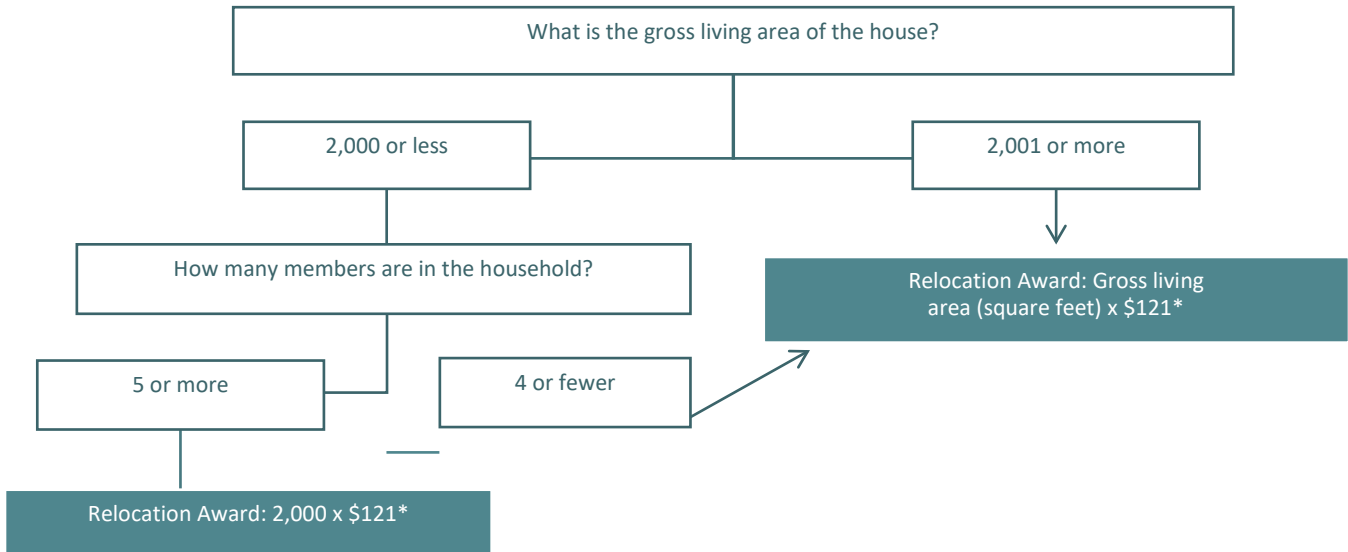 What is the gross living area of the house?
2,000 or less
2,001 or more
How many members are in the household?
Relocation Award: Gross living
area (square feet) x $121*
5 or more
4 or fewer
Relocation Award: 2,000 x $121*